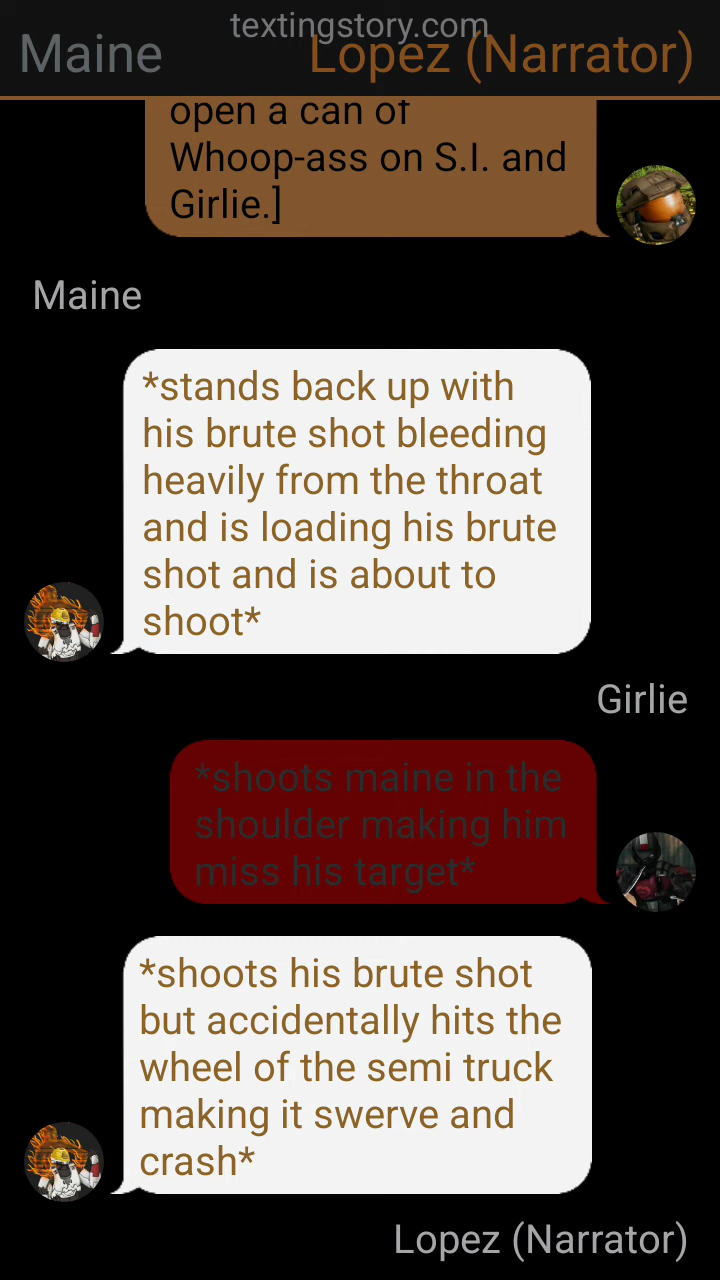 textingstory.com
Maine
Lopez (Narrator)
open a can of
Whoop-ass on S.I. and
Girlie.]
Maine
*stands back up with
his brute shot bleeding
heavily from the throat
and is loading his brute
shot and is about to
shoot*
Girlie
*shoots maine in the
shoulder making him
miss his target*
*shoots his brute shot
but accidentally hits the
wheel of the semi truck
making it swerve and
crash*
Lopez (Narrator)